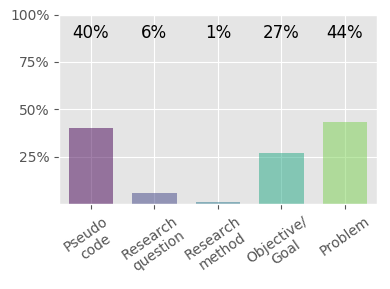 100%
40% 6% 1% 27% 44%
75%
50%
25%
Pseudo
code
Research
question
Research
method
Objective/
Goal
Problem